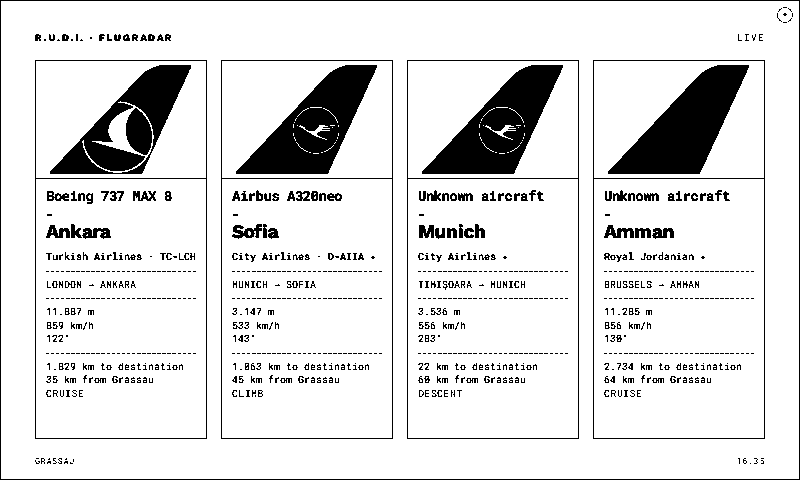 R.U.D.I. · FLUGRADAR
LIVE
Boeing 737 MAX 8
-
Ankara
Turkish Airlines · TC-LCH
LONDON → ANKARA
11.887 m
859 km/h
122°
1.829 km to destination
35 km from Grassau
CRUISE
Airbus A320neo
-
Sofia
City Airlines · D-AIIA ✦
MUNICH → SOFIA
3.147 m
533 km/h
143°
1.063 km to destination
45 km from Grassau
CLIMB
Unknown aircraft
-
Munich
City Airlines ✦
TIMIȘOARA → MUNICH
3.536 m
556 km/h
283°
22 km to destination
60 km from Grassau
DESCENT
Unknown aircraft
-
Amman
Royal Jordanian ✦
BRUSSELS → AMMAN
11.285 m
856 km/h
130°
2.734 km to destination
64 km from Grassau
CRUISE
GRASSAU
16.35